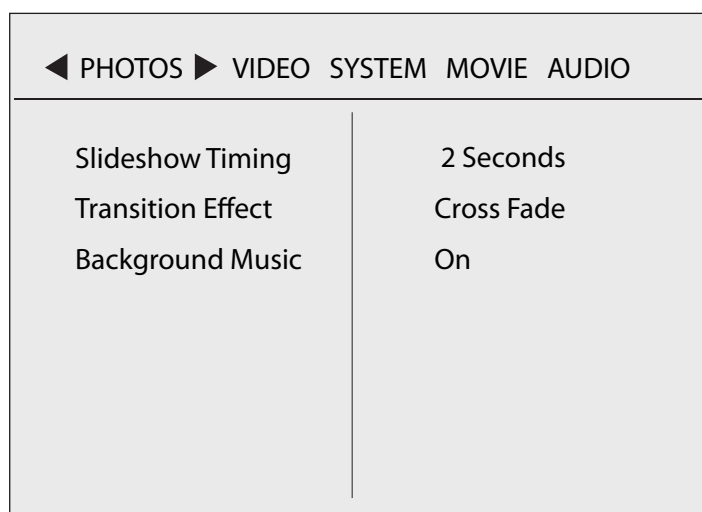 ◀ PHOTOS ▶ VIDEO SYSTEM MOVIE AUDIO
Slideshow Timing 2 Seconds
Transition Effect Cross Fade
Background Music On